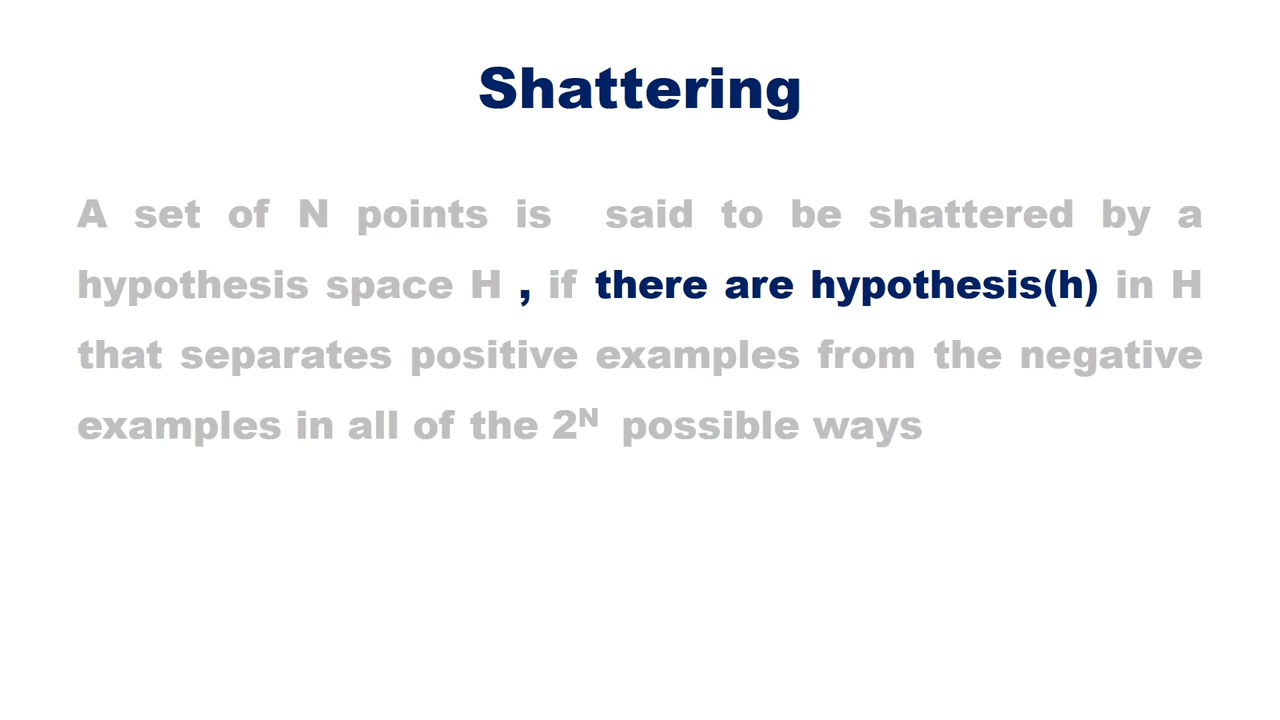 Shattering
A set of N points is said to be shattered by a
hypothesis space H , if there are hypothesis(h) in H
that separates positive examples from the negative
examples in all of the 2ᴺ possible ways